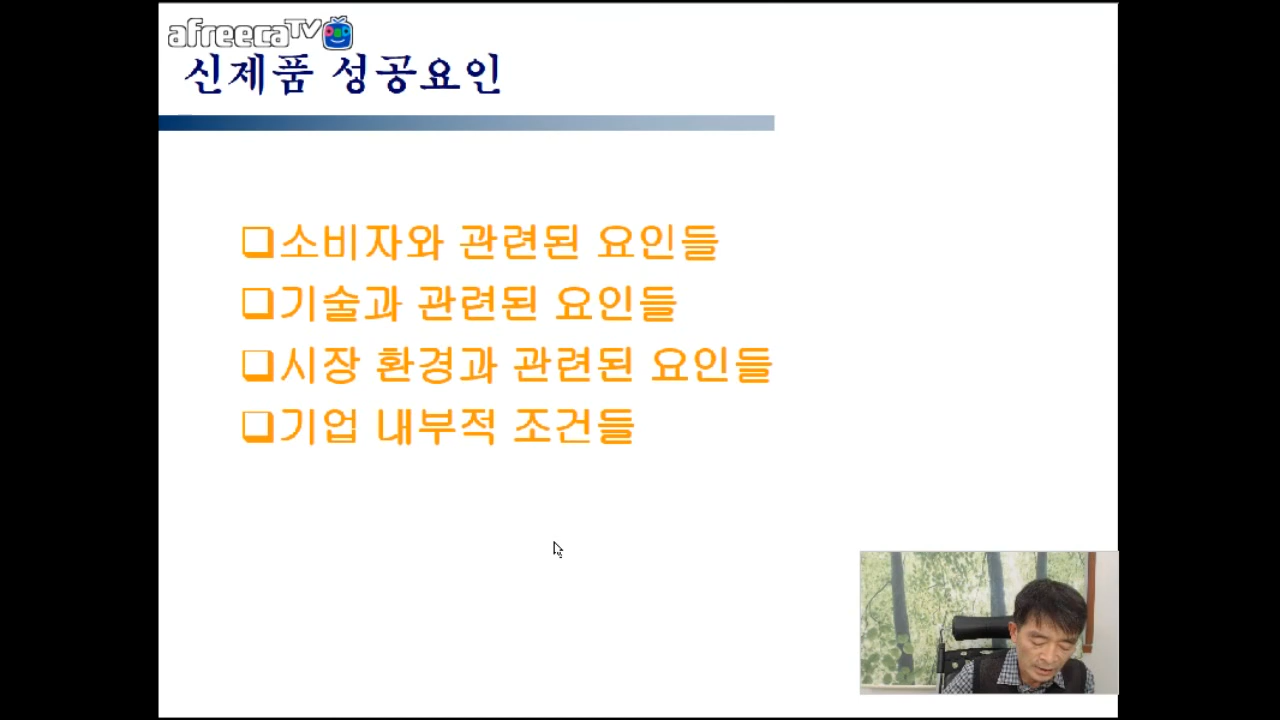 afreecaTV
신제품 성공요인
❑소비자와 관련된 요인들
❑기술과 관련된 요인들
❑시장 환경과 관련된 요인들
❑기업 내부적 조건들